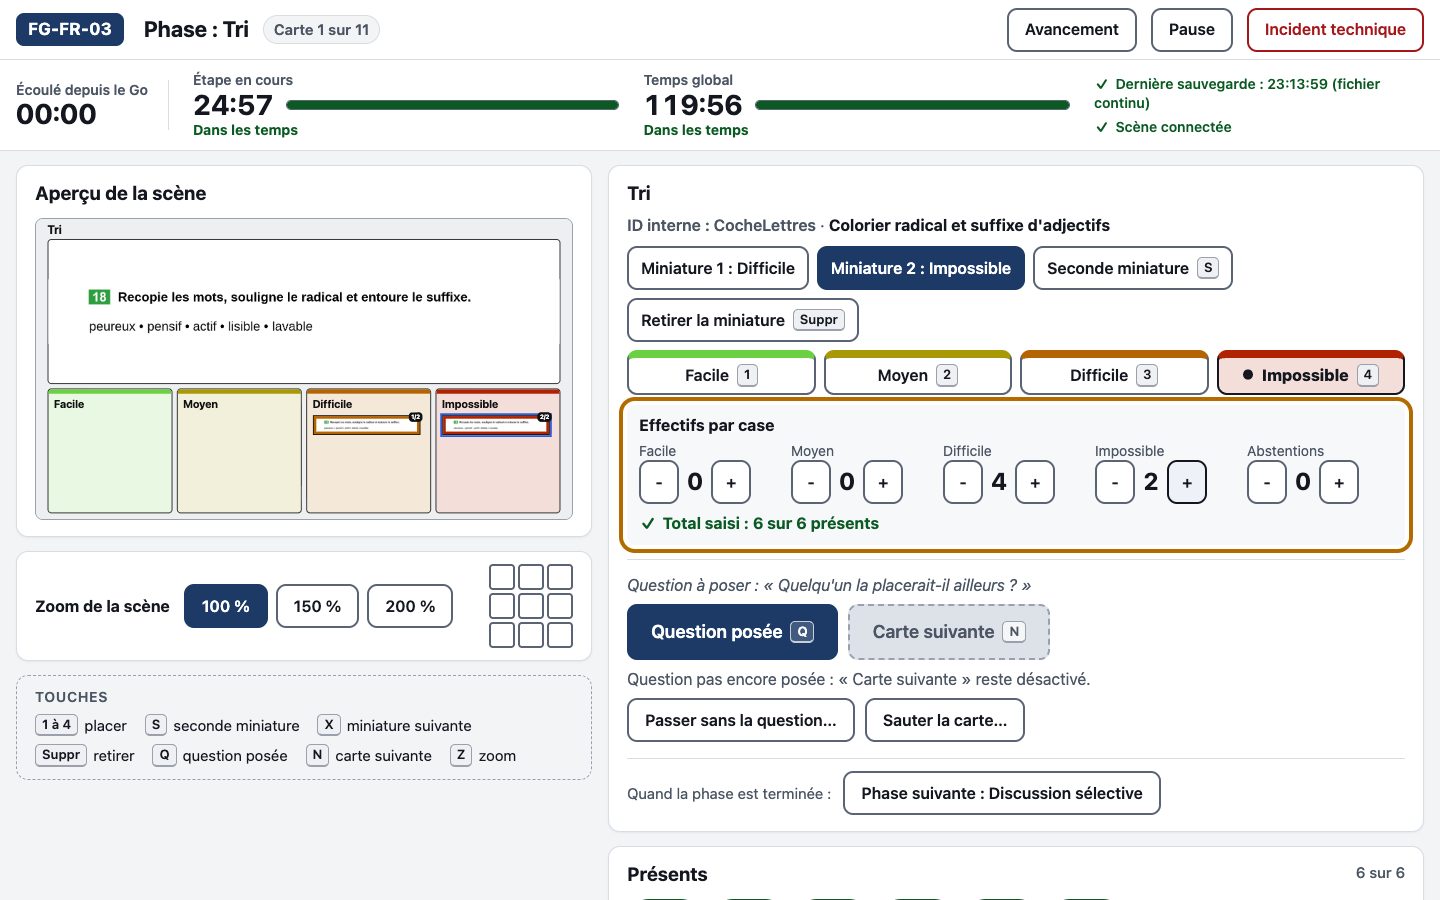 FG-FR-03
Phase : Tri
Carte 1 sur 11
Avancement
Pause
Incident technique
Écoulé depuis le Go
00:00
Étape en cours
24:57
Dans les temps
Temps global
119:56
Dans les temps
✓ Dernière sauvegarde : 23:13:59 (fichier
continu)
✓ Scène connectée
Aperçu de la scène
Tri
18 Recopie les mots, souligne le radical et entoure le suffixe.
peureux • pensif • actif • lisible • lavable
Facile
Moyen
Difficile
1/2
Impossible
2/2
Zoom de la scène
100 %
150 %
200 %
TOUCHES
1 à 4 placer
S seconde miniature
X miniature suivante
Suppr retirer
Q question posée
N carte suivante
Z zoom
Tri
ID interne : CocheLettres · Colorier radical et suffixe d'adjectifs
Miniature 1 : Difficile
Miniature 2 : Impossible
Seconde miniature S
Retirer la miniature Suppr
Facile 1
Moyen 2
Difficile 3
● Impossible 4
Effectifs par case
Facile
- 0 +
Moyen
- 0 +
Difficile
- 4 +
Impossible
- 2 +
Abstentions
- 0 +
✓ Total saisi : 6 sur 6 présents
Question à poser : « Quelqu'un la placerait-il ailleurs ? »
Question posée Q
Carte suivante N
Question pas encore posée : « Carte suivante » reste désactivé.
Passer sans la question...
Sauter la carte...
Quand la phase est terminée :
Phase suivante : Discussion sélective
Présents
6 sur 6